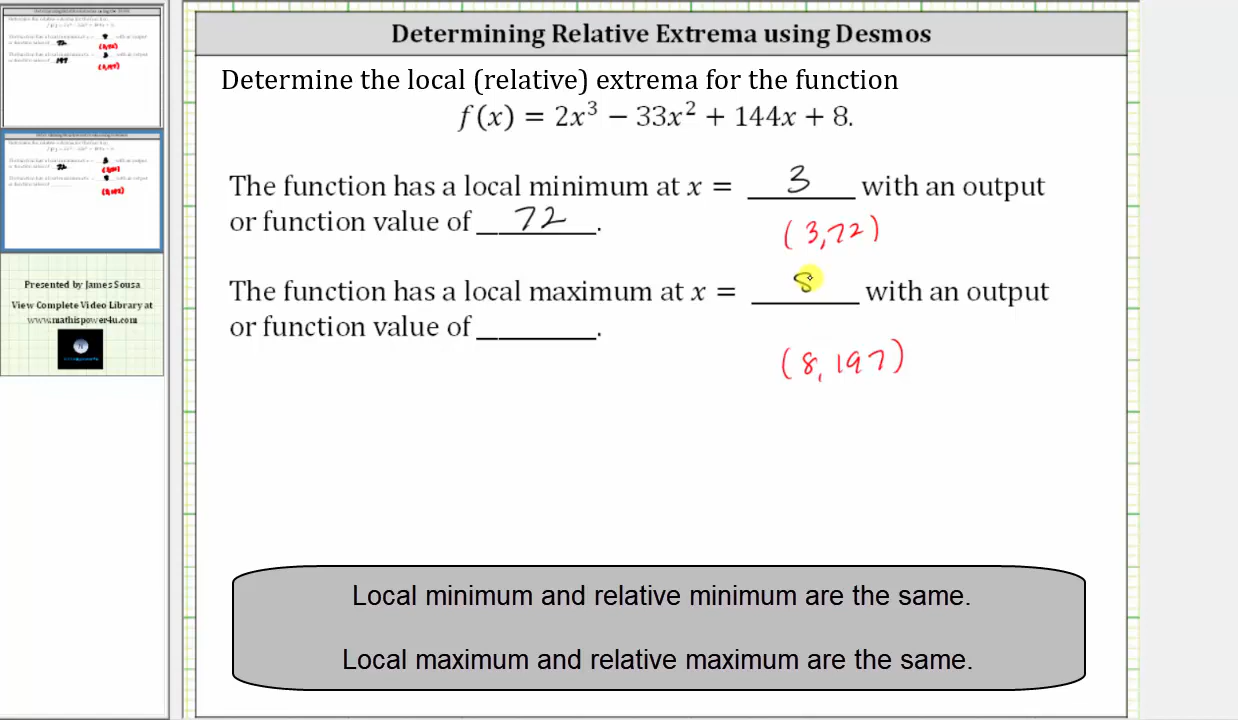 Determining Relative Extrema using Desmos
Determine the local (relative) extrema for the function
f(x) = 2x³ − 33x² + 144x + 8.
The function has a local minimum at x = 3 with an output
or function value of 72.
(3,72)
The function has a local maximum at x = 8 with an output
or function value of ________.
(8,197)
Local minimum and relative minimum are the same.
Local maximum and relative maximum are the same.
Presented by James Sousa
View Complete Video Library at
www.mathispower4u.com